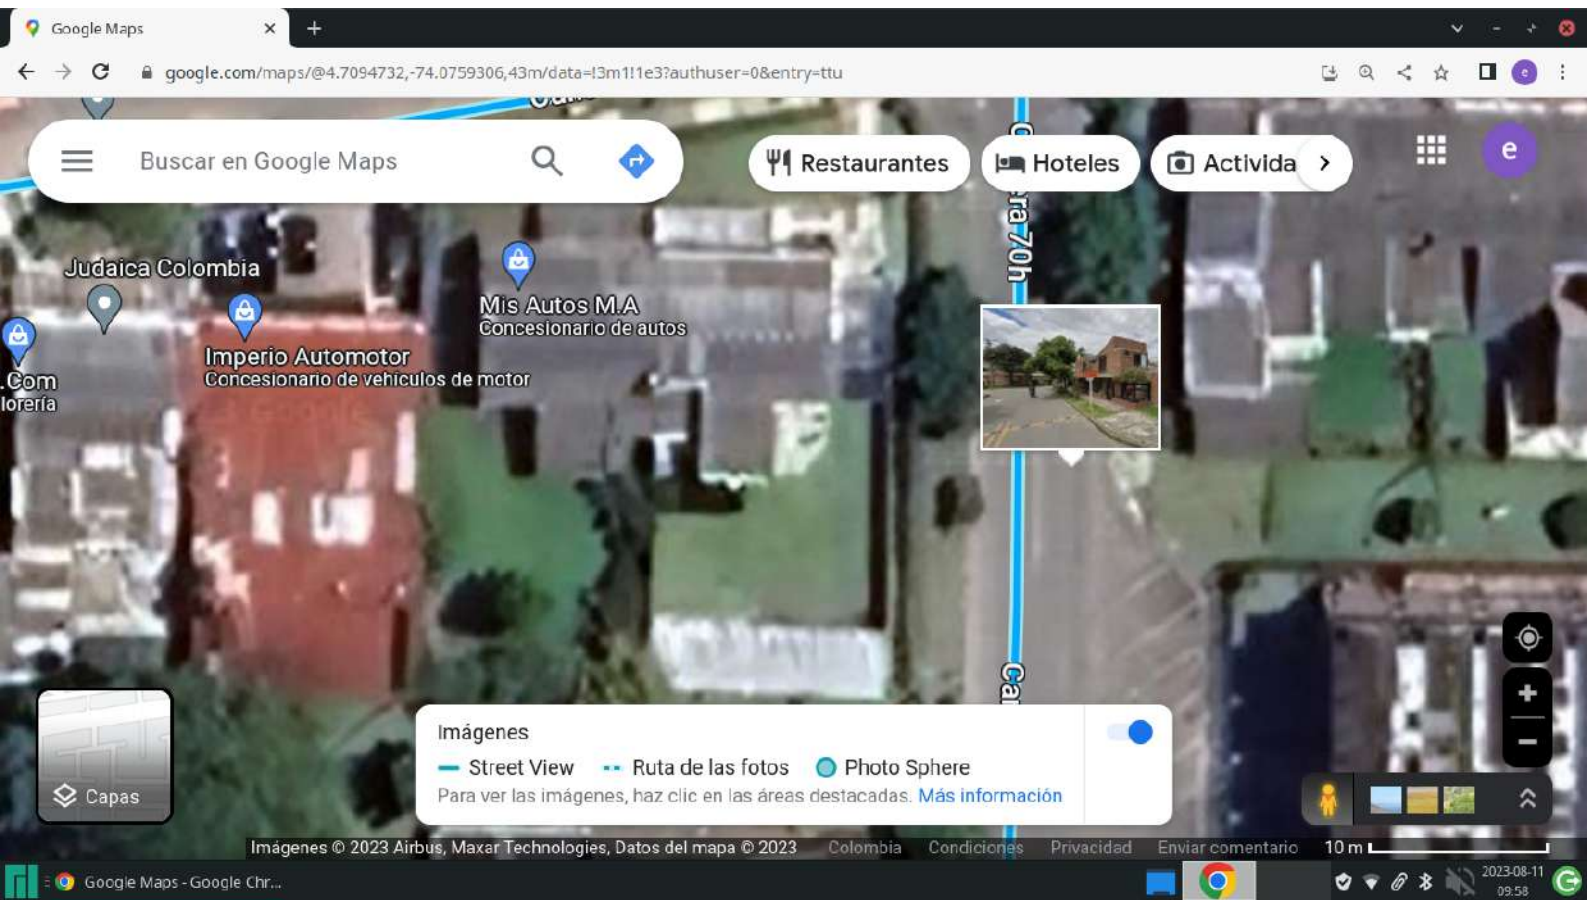 Google Maps
google.com/maps/@4.7094732,-74.0759306,43m/data=!3m1!1e3?authuser=0&entry=ttu
e
Buscar en Google Maps
Restaurantes
Hoteles
Activida
e
Judaica Colombia
Mis Autos M.A
Concesionario de autos
Imperio Automotor
Concesionario de vehículos de motor
.Com
lorería
ra 70h
Ca
Imágenes
Street View
Ruta de las fotos
Photo Sphere
Para ver las imágenes, haz clic en las áreas destacadas. Más información
Capas
Imágenes © 2023 Airbus, Maxar Technologies, Datos del mapa © 2023 Colombia Condiciones Privacidad Enviar comentario 10 m
Google Maps - Google Chr...
2023-08-11
09:58